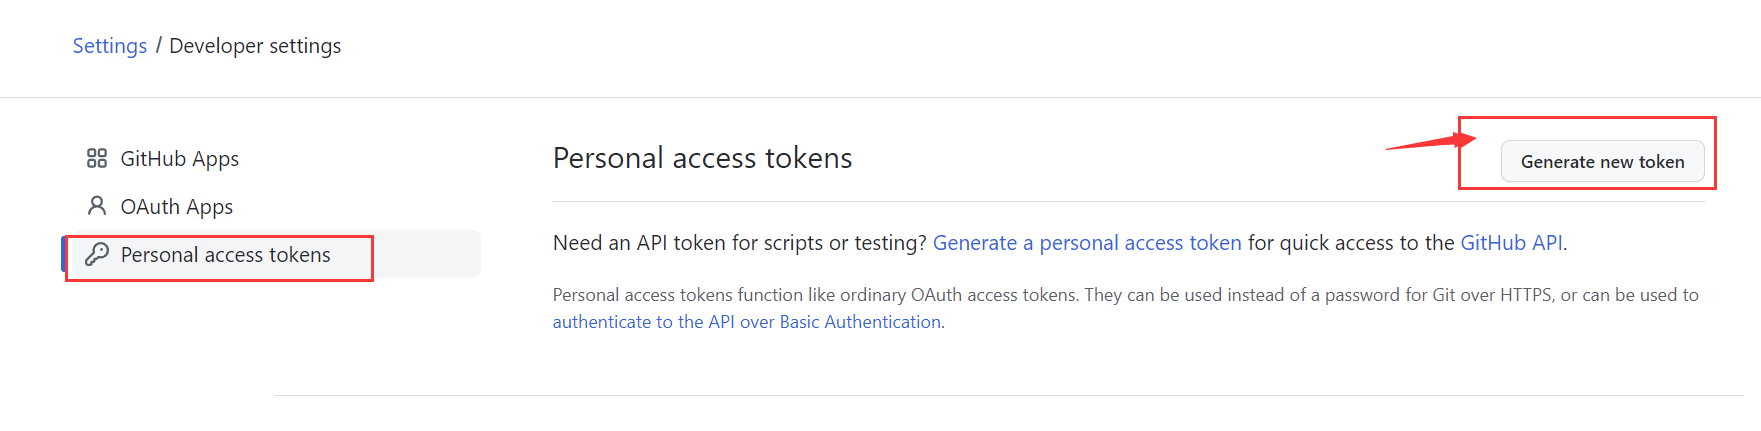 Settings / Developer settings
GitHub Apps
OAuth Apps
Personal access tokens
Personal access tokens
Generate new token
Need an API token for scripts or testing? Generate a personal access token for quick access to the GitHub API.
Personal access tokens function like ordinary OAuth access tokens. They can be used instead of a password for Git over HTTPS, or can be used to
authenticate to the API over Basic Authentication.